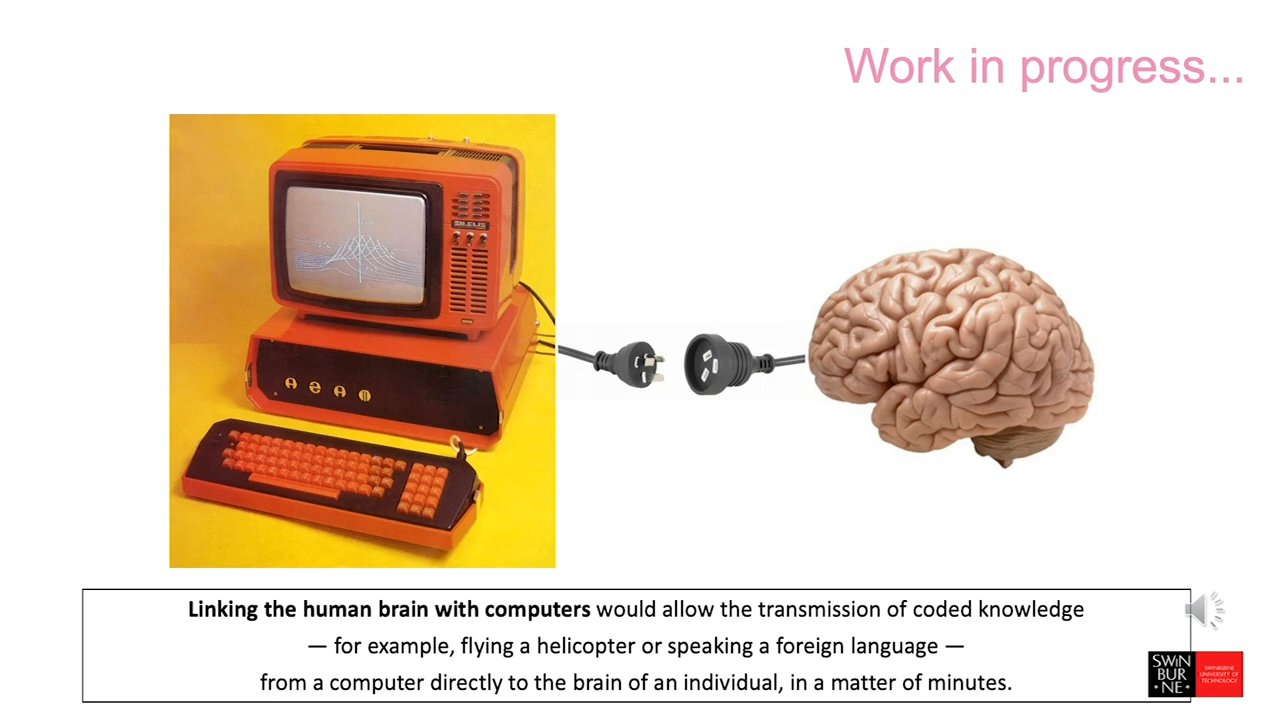 Work in progress...
SILELIS
Linking the human brain with computers would allow the transmission of coded knowledge
— for example, flying a helicopter or speaking a foreign language —
from a computer directly to the brain of an individual, in a matter of minutes.
SWIN
BUR
• NE •
SWINBURNE
UNIVERSITY OF
TECHNOLOGY